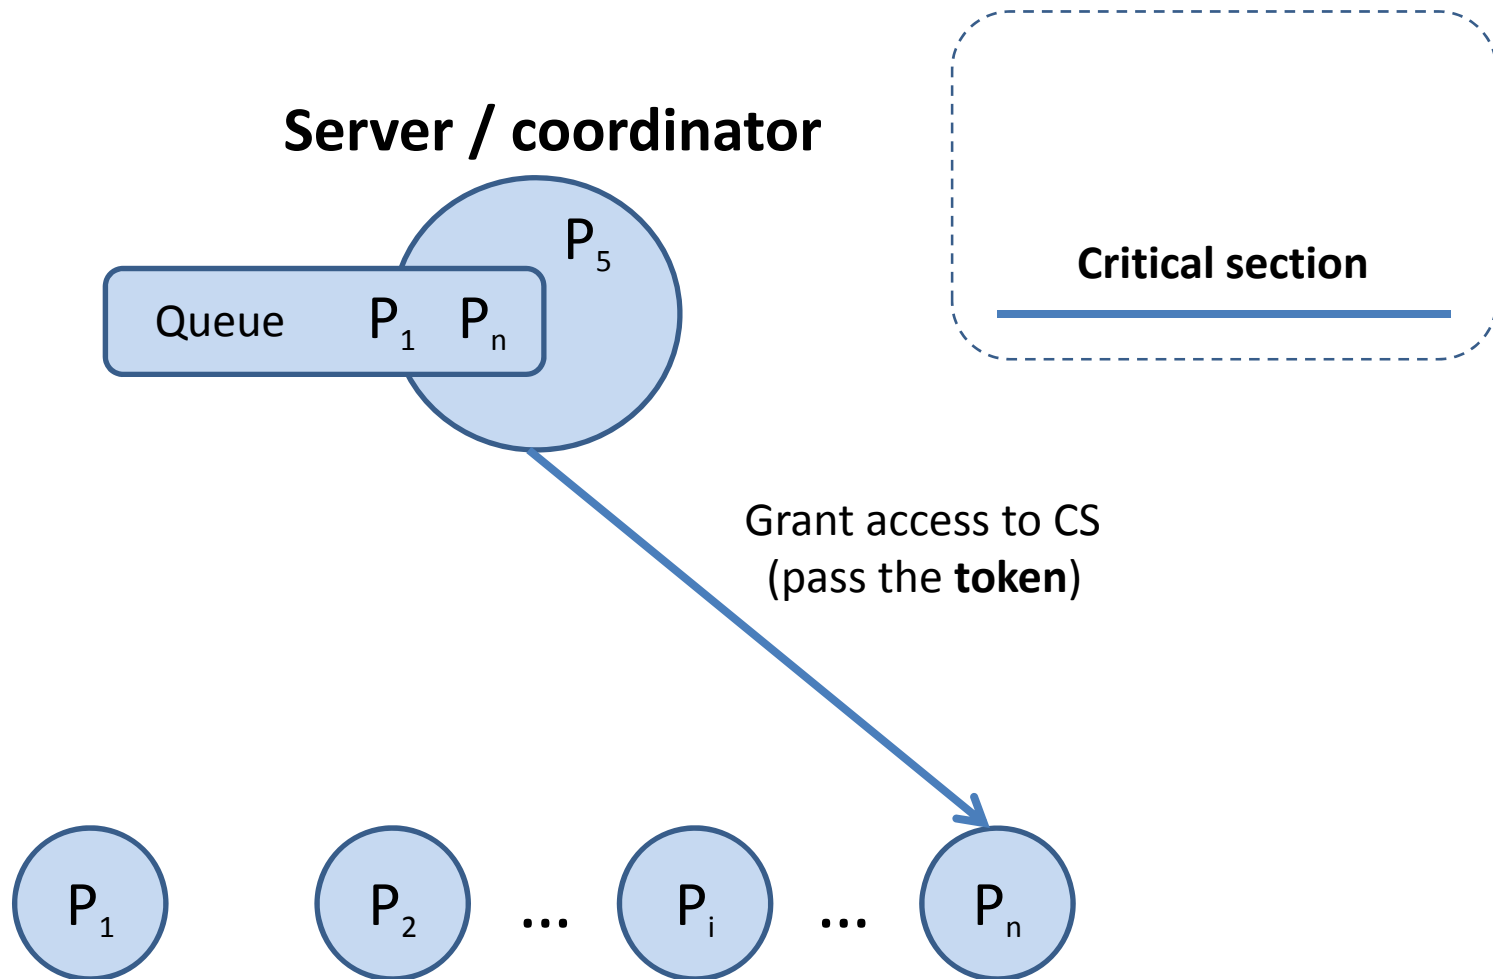 Server / coordinator
P5
Critical section
Queue P1 Pn
Grant access to CS
(pass the token)
P1 P2 ... Pi ... Pn